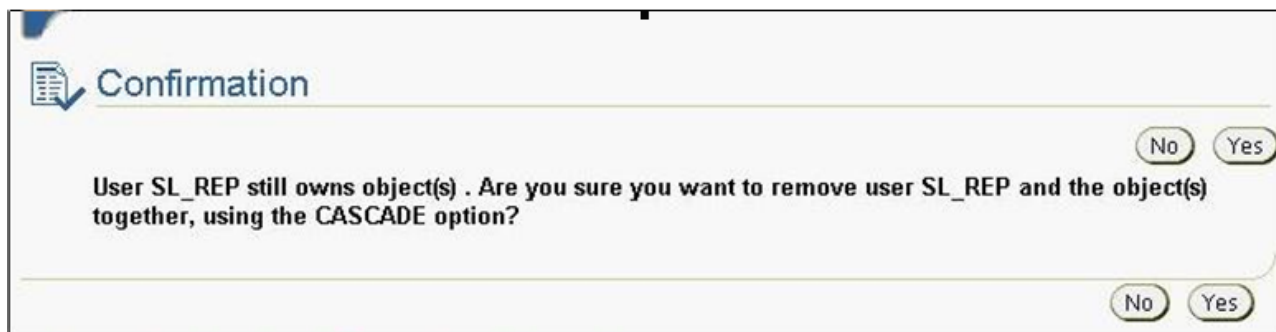 Confirmation
No Yes
User SL_REP still owns object(s) . Are you sure you want to remove user SL_REP and the object(s)
together, using the CASCADE option?
No Yes